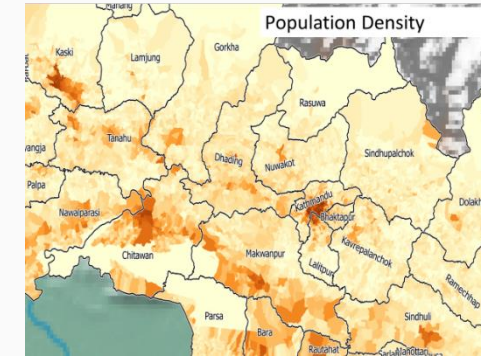 Population Density
Manang
Kaski
Lamjung
Gorkha
Rasuwa
Tanahu
Dhading
Nuwakot
Sindhupalchok
Palpa
Nawalparasi
Kathmandu
Bhaktapur
Chitawan
Makwanpur
Lalitpur
Kavrepalanchok
Ramechhap
Parsa
Bara
Rautahat
Sindhuli